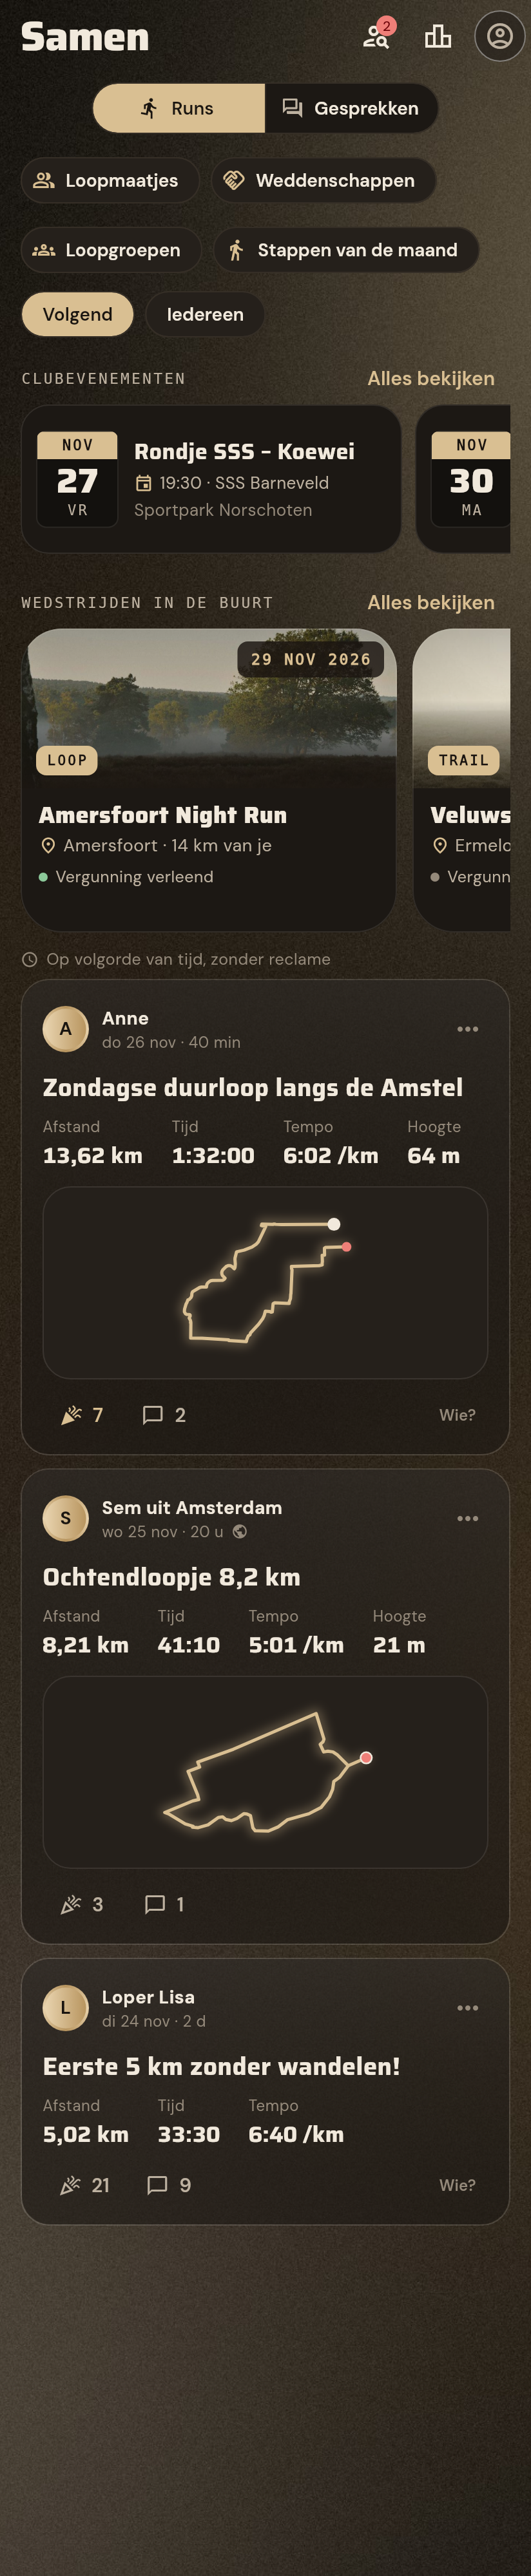 Samen
2
Runs
Gesprekken
Loopmaatjes
Weddenschappen
Loopgroepen
Stappen van de maand
Volgend
Iedereen
CLUBEVENEMENTEN
Alles bekijken
NOV
27
VR
Rondje SSS – Koewei
19:30 · SSS Barneveld
Sportpark Norschoten
NOV
30
MA
WEDSTRIJDEN IN DE BUURT
Alles bekijken
29 NOV 2026
LOOP
Amersfoort Night Run
Amersfoort · 14 km van je
Vergunning verleend
TRAIL
Veluws
Ermelo
Vergunn
Op volgorde van tijd, zonder reclame
A
Anne
do 26 nov · 40 min
Zondagse duurloop langs de Amstel
Afstand Tijd Tempo Hoogte
13,62 km 1:32:00 6:02 /km 64 m
7
2
Wie?
S
Sem uit Amsterdam
wo 25 nov · 20 u
Ochtendloopje 8,2 km
Afstand Tijd Tempo Hoogte
8,21 km 41:10 5:01 /km 21 m
3
1
L
Loper Lisa
di 24 nov · 2 d
Eerste 5 km zonder wandelen!
Afstand Tijd Tempo
5,02 km 33:30 6:40 /km
21
9
Wie?